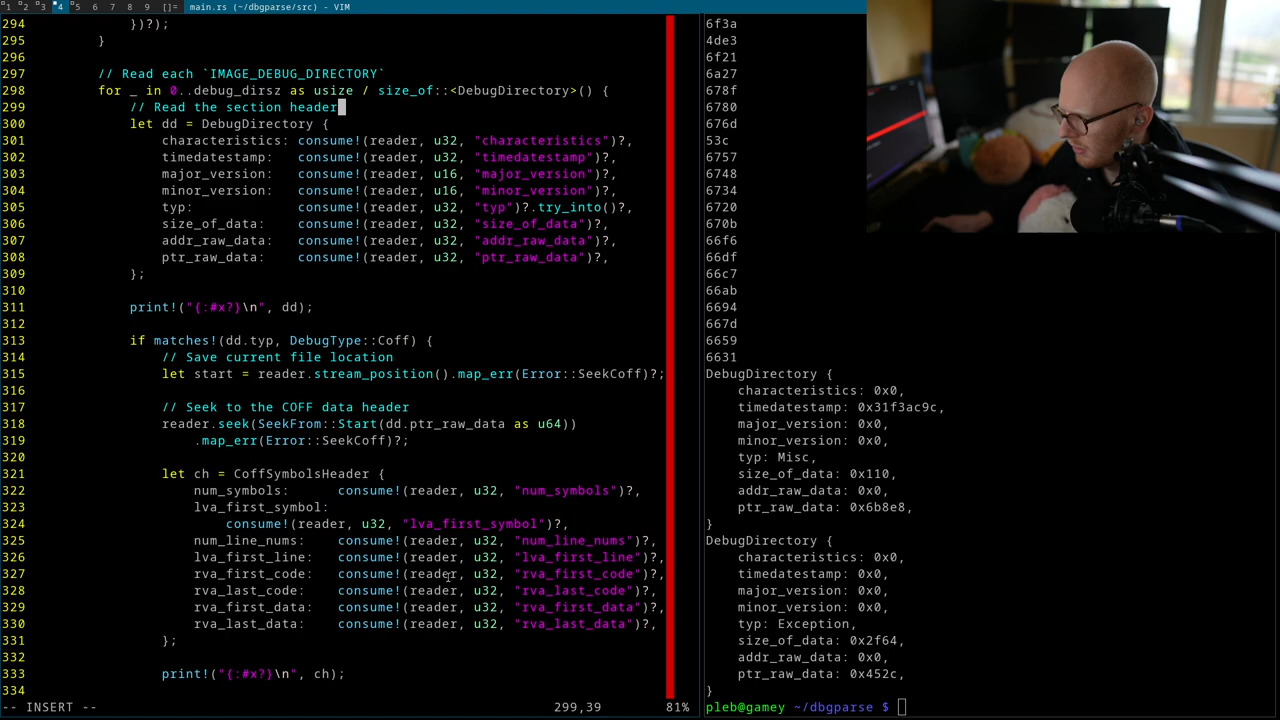 1 2 3 4 5 6 7 8 9 []= main.rs (~/dbgparse/src) - VIM
294 })?);
295 }
296
297 // Read each `IMAGE_DEBUG_DIRECTORY`
298 for _ in 0..debug_dirsz as usize / size_of::<DebugDirectory>() {
299 // Read the section header
300 let dd = DebugDirectory {
301 characteristics: consume!(reader, u32, "characteristics")?,
302 timedatestamp: consume!(reader, u32, "timedatestamp")?,
303 major_version: consume!(reader, u16, "major_version")?,
304 minor_version: consume!(reader, u16, "minor_version")?,
305 typ: consume!(reader, u32, "typ")?.try_into()?,
306 size_of_data: consume!(reader, u32, "size_of_data")?,
307 addr_raw_data: consume!(reader, u32, "addr_raw_data")?,
308 ptr_raw_data: consume!(reader, u32, "ptr_raw_data")?,
309 };
310
311 print!("{:#x?}\n", dd);
312
313 if matches!(dd.typ, DebugType::Coff) {
314 // Save current file location
315 let start = reader.stream_position().map_err(Error::SeekCoff)?;
316
317 // Seek to the COFF data header
318 reader.seek(SeekFrom::Start(dd.ptr_raw_data as u64))
319 .map_err(Error::SeekCoff)?;
320
321 let ch = CoffSymbolsHeader {
322 num_symbols: consume!(reader, u32, "num_symbols")?,
323 lva_first_symbol:
324 consume!(reader, u32, "lva_first_symbol")?,
325 num_line_nums: consume!(reader, u32, "num_line_nums")?,
326 lva_first_line: consume!(reader, u32, "lva_first_line")?,
327 rva_first_code: consume!(reader, u32, "rva_first_code")?,
328 rva_last_code: consume!(reader, u32, "rva_last_code")?,
329 rva_first_data: consume!(reader, u32, "rva_first_data")?,
330 rva_last_data: consume!(reader, u32, "rva_last_data")?,
331 };
332
333 print!("{:#x?}\n", ch);
334
-- INSERT -- 299,39 81%
6f3a
4de3
6f21
6a27
678f
6780
676d
53c
6757
6748
6734
6720
670b
66f6
66df
66c7
66ab
6694
667d
6659
6631
DebugDirectory {
characteristics: 0x0,
timedatestamp: 0x31f3ac9c,
major_version: 0x0,
minor_version: 0x0,
typ: Misc,
size_of_data: 0x110,
addr_raw_data: 0x0,
ptr_raw_data: 0x6b8e8,
}
DebugDirectory {
characteristics: 0x0,
timedatestamp: 0x0,
major_version: 0x0,
minor_version: 0x0,
typ: Exception,
size_of_data: 0x2f64,
addr_raw_data: 0x0,
ptr_raw_data: 0x452c,
}
pleb@gamey ~/dbgparse $